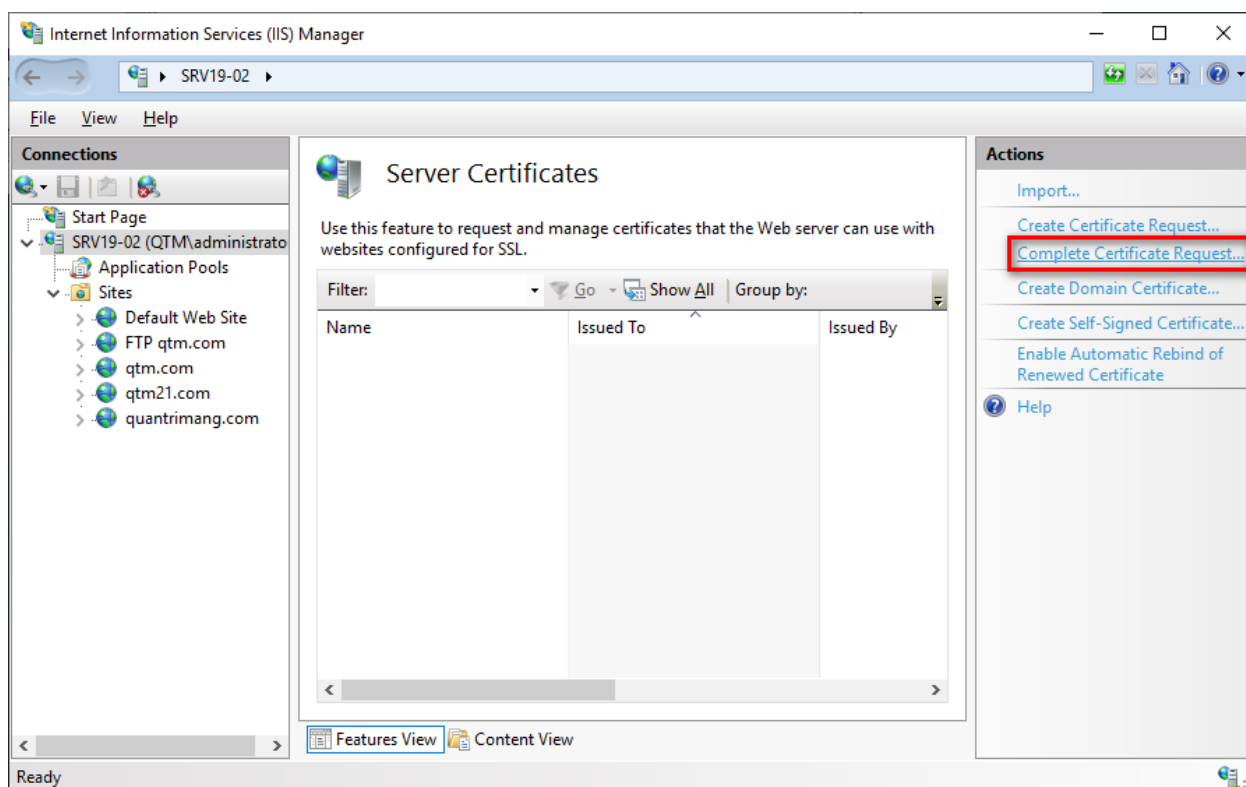 Internet Information Services (IIS) Manager
SRV19-02
File View Help
Connections
Start Page
SRV19-02 (QTM\administrato
Application Pools
Sites
Default Web Site
FTP qtm.com
qtm.com
qtm21.com
quantrimang.com
Server Certificates
Use this feature to request and manage certificates that the Web server can use with
websites configured for SSL.
Filter: Go Show All Group by:
Name Issued To Issued By
Features View Content View
Actions
Import...
Create Certificate Request...
Complete Certificate Request...
Create Domain Certificate...
Create Self-Signed Certificate...
Enable Automatic Rebind of
Renewed Certificate
Help
Ready